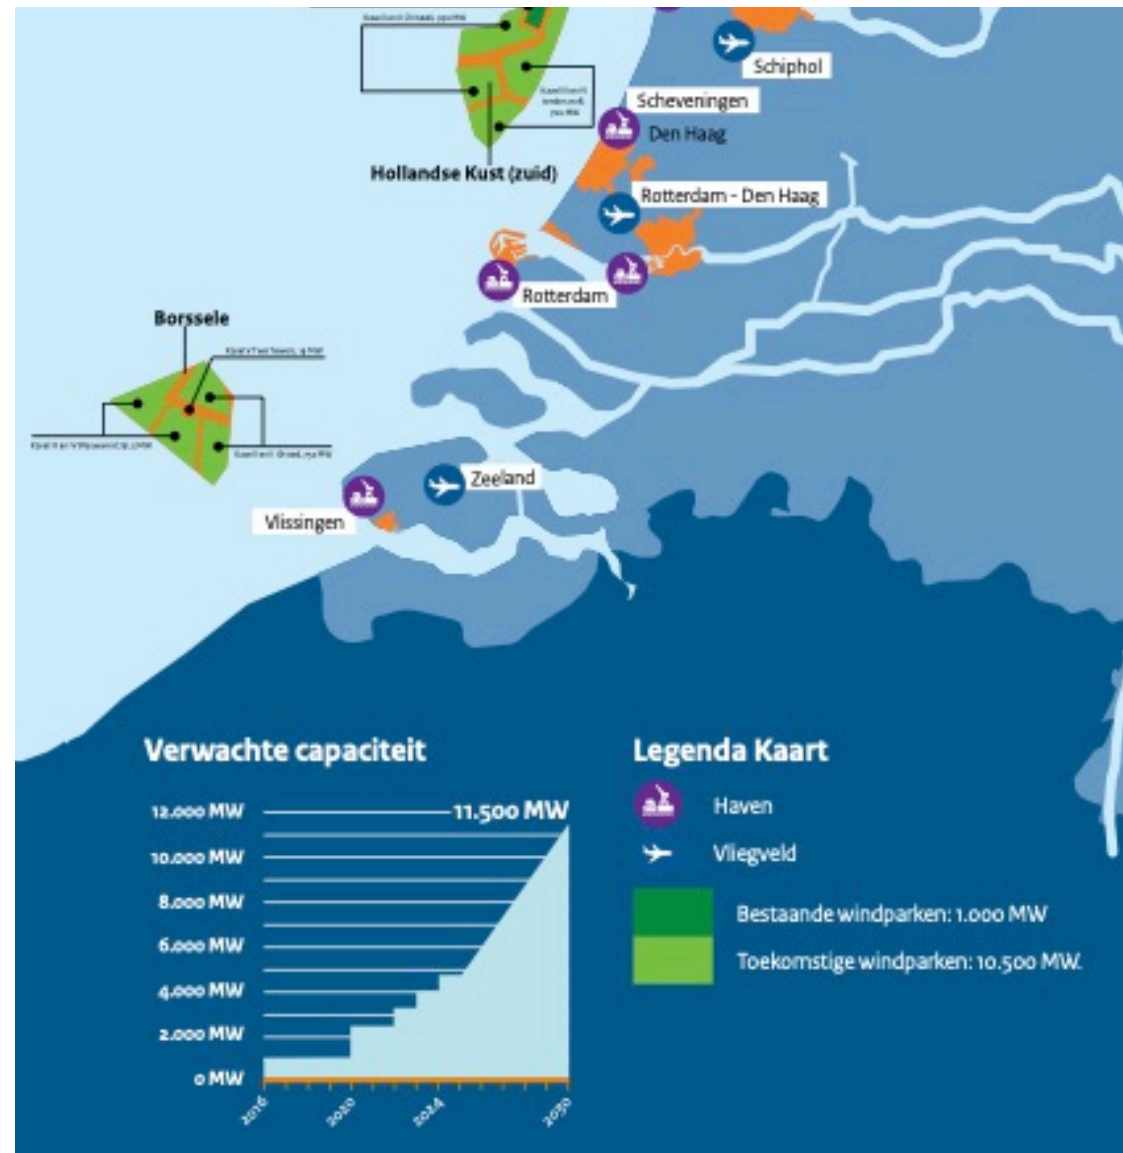 Schiphol
Scheveningen
Den Haag
Hollandse Kust (zuid)
Rotterdam - Den Haag
Rotterdam
Borssele
Zeeland
Vlissingen
Verwachte capaciteit
12.000 MW
11.500 MW
10.000 MW
8.000 MW
6.000 MW
4.000 MW
2.000 MW
0 MW
2016
2020
2024
2030
Legenda Kaart
Haven
Vliegveld
Bestaande windparken: 1.000 MW
Toekomstige windparken: 10.500 MW.